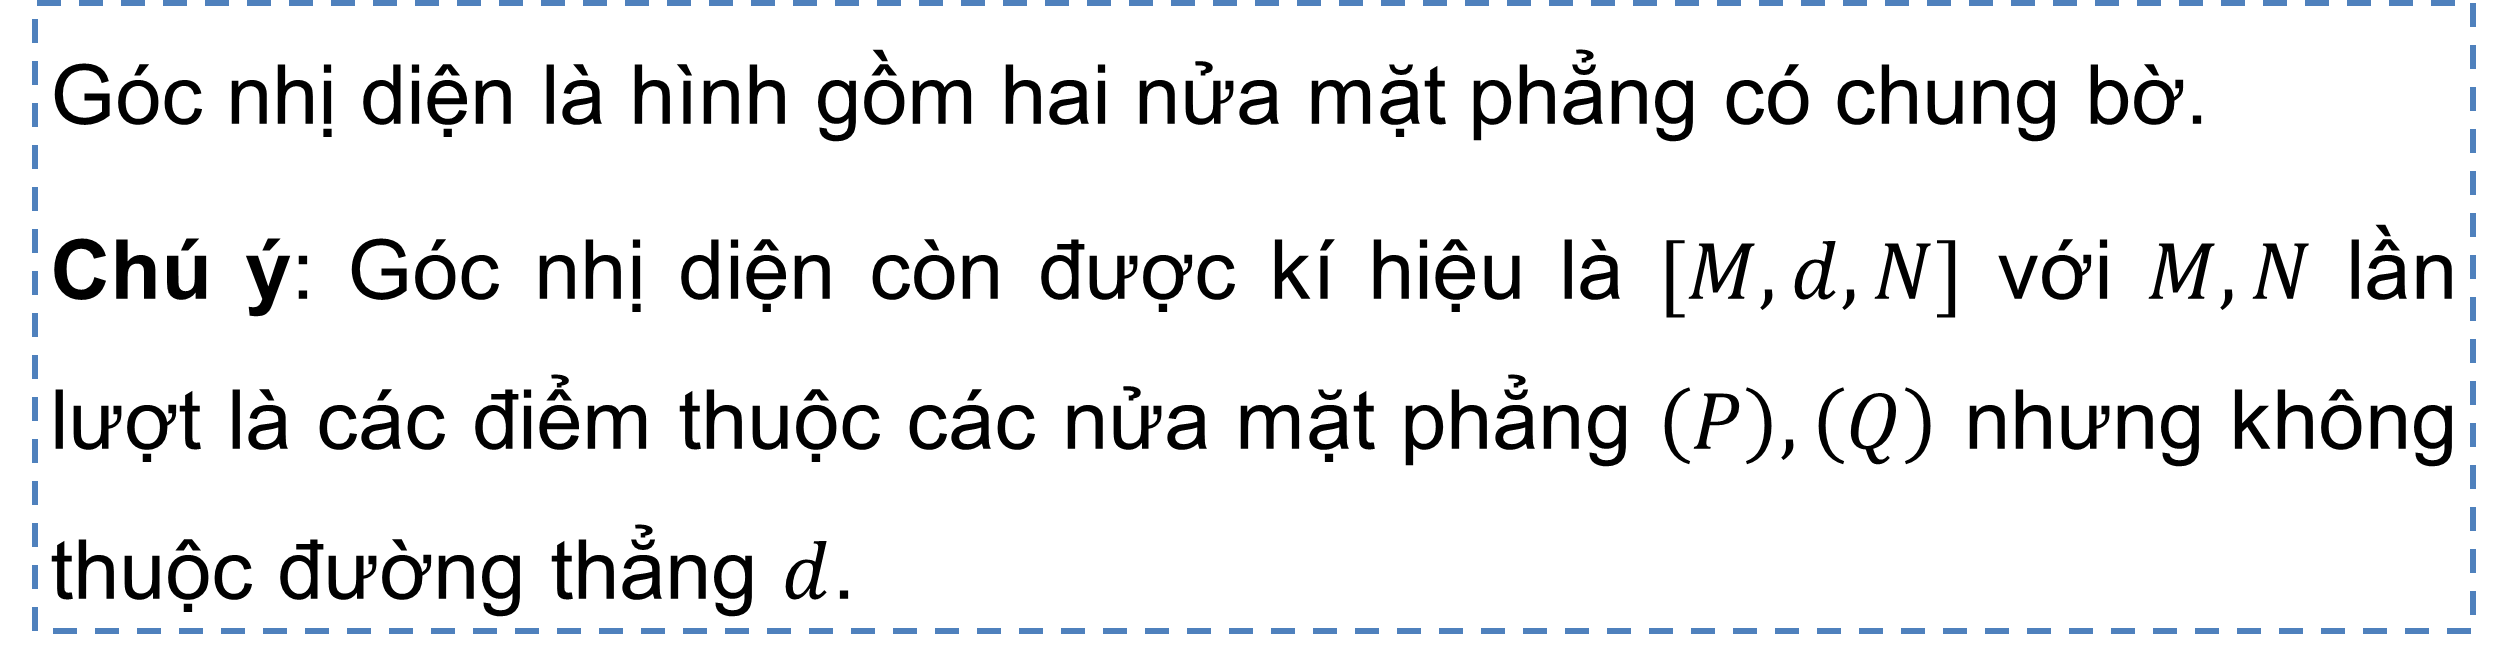 Góc nhị diện là hình gồm hai nửa mặt phẳng có chung bờ.
Chú ý: Góc nhị diện còn được kí hiệu là [M,d,N] với M,N lần
lượt là các điểm thuộc các nửa mặt phẳng (P),(Q) nhưng không
thuộc đường thẳng d.